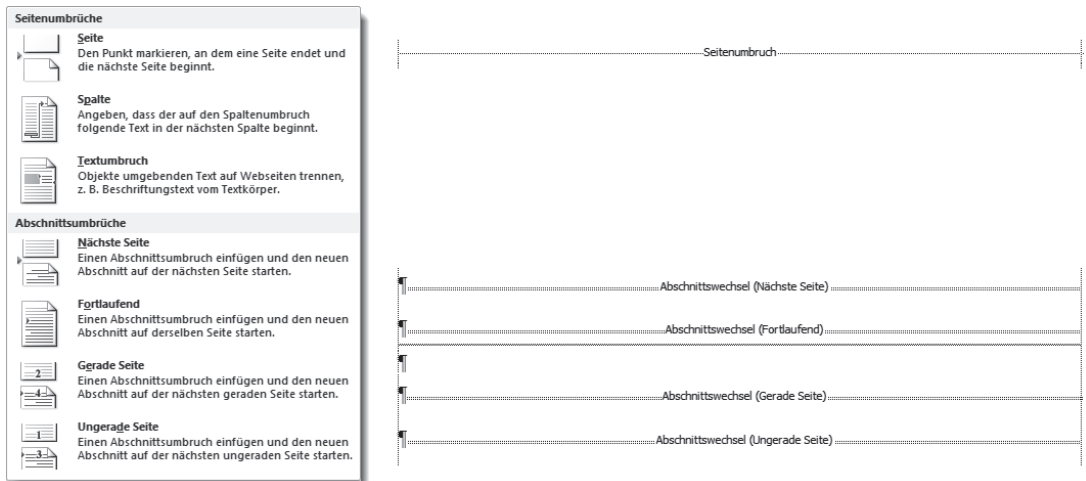 Seitenumbrüche
Seite
Den Punkt markieren, an dem eine Seite endet und
die nächste Seite beginnt.
Spalte
Angeben, dass der auf den Spaltenumbruch
folgende Text in der nächsten Spalte beginnt.
Textumbruch
Objekte umgebenden Text auf Webseiten trennen,
z. B. Beschriftungstext vom Textkörper.
Abschnittsumbrüche
Nächste Seite
Einen Abschnittsumbruch einfügen und den neuen
Abschnitt auf der nächsten Seite starten.
Fortlaufend
Einen Abschnittsumbruch einfügen und den neuen
Abschnitt auf derselben Seite starten.
2
4
Gerade Seite
Einen Abschnittsumbruch einfügen und den neuen
Abschnitt auf der nächsten geraden Seite starten.
1
3
Ungerade Seite
Einen Abschnittsumbruch einfügen und den neuen
Abschnitt auf der nächsten ungeraden Seite starten.
Seitenumbruch
¶ Abschnittswechsel (Nächste Seite)
¶ Abschnittswechsel (Fortlaufend)
¶
¶ Abschnittswechsel (Gerade Seite)
¶ Abschnittswechsel (Ungerade Seite)